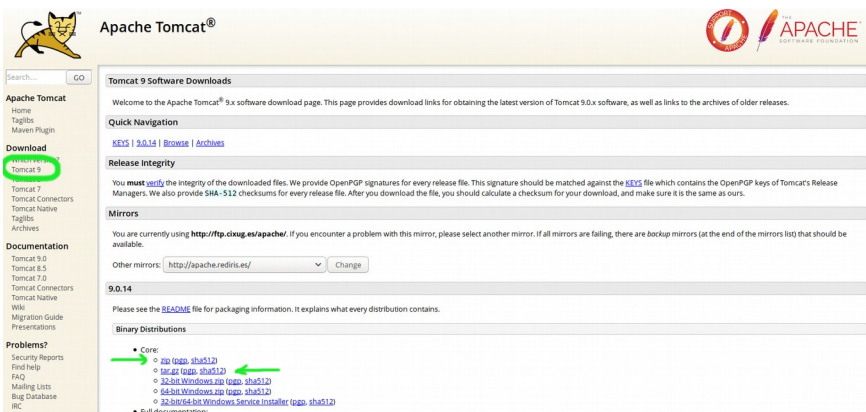 Apache Tomcat®
SUPPORT APACHE
THE
APACHE
SOFTWARE FOUNDATION
Search... GO
Apache Tomcat
Home
Taglibs
Maven Plugin
Download
Which version?
Tomcat 9
Tomcat 7
Tomcat Connectors
Tomcat Native
Taglibs
Archives
Documentation
Tomcat 9.0
Tomcat 8.5
Tomcat 7.0
Tomcat Connectors
Tomcat Native
Wiki
Migration Guide
Presentations
Problems?
Security Reports
Find help
FAQ
Mailing Lists
Bug Database
IRC
Tomcat 9 Software Downloads
Welcome to the Apache Tomcat® 9.x software download page. This page provides download links for obtaining the latest version of Tomcat 9.0.x software, as well as links to the archives of older releases.
Quick Navigation
KEYS | 9.0.14 | Browse | Archives
Release Integrity
You must verify the integrity of the downloaded files. We provide OpenPGP signatures for every release file. This signature should be matched against the KEYS file which contains the OpenPGP keys of Tomcat's Release
Managers. We also provide SHA-512 checksums for every release file. After you download the file, you should calculate a checksum for your download, and make sure it is the same as ours.
Mirrors
You are currently using http://ftp.cixug.es/apache/. If you encounter a problem with this mirror, please select another mirror. If all mirrors are failing, there are backup mirrors (at the end of the mirrors list) that should be
available.
Other mirrors: http://apache.rediris.es/ Change
9.0.14
Please see the README file for packaging information. It explains what every distribution contains.
Binary Distributions
• Core:
zip (pgp, sha512)
tar.gz (pgp, sha512)
32-bit Windows zip (pgp, sha512)
64-bit Windows zip (pgp, sha512)
32-bit/64-bit Windows Service Installer (pgp, sha512)
• Full documentation: